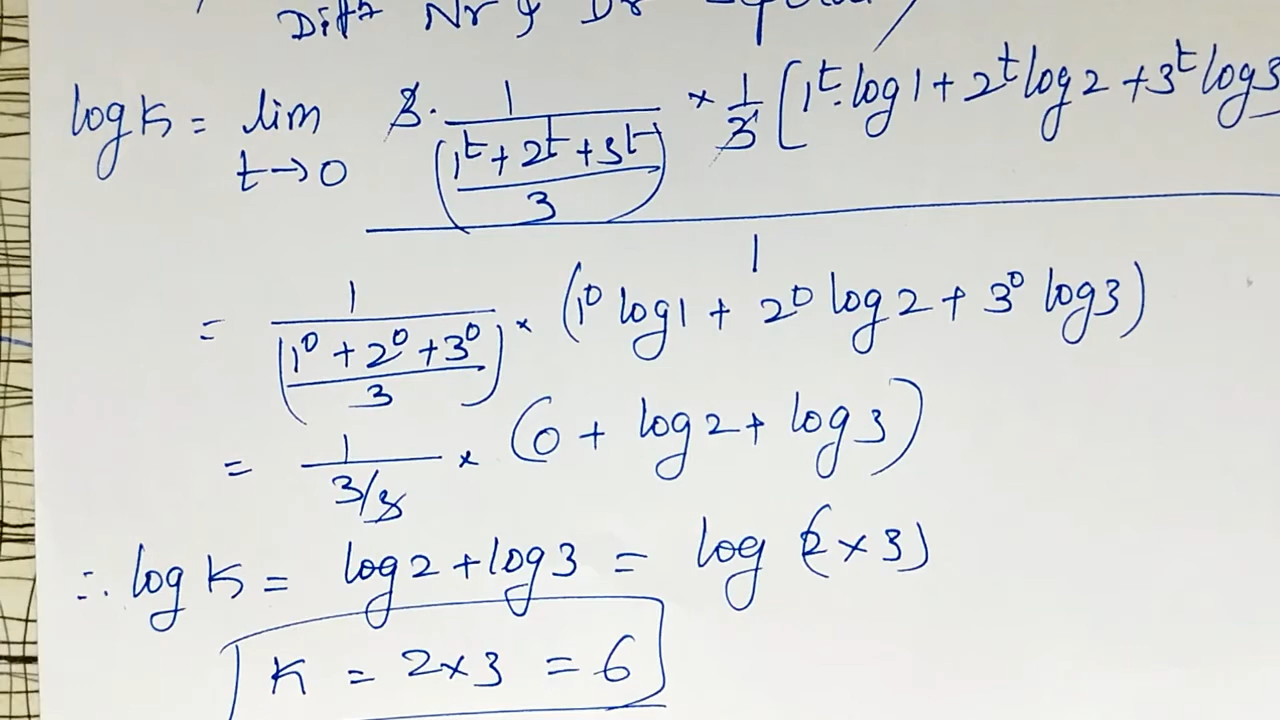 Diff Nr & Dr
log K = lim t→0 3. 1/((1^t + 2^t + 3^t)/3) × 1/3 [1^t. log 1 + 2^t log 2 + 3^t log 3
1
= 1/((1^0 + 2^0 + 3^0)/3) × (1^0 log 1 + 2^0 log 2 + 3^0 log 3)
= 1/(3/3) × (0 + log 2 + log 3)
∴ log K = log 2 + log 3 = log (2 × 3)
K = 2 × 3 = 6